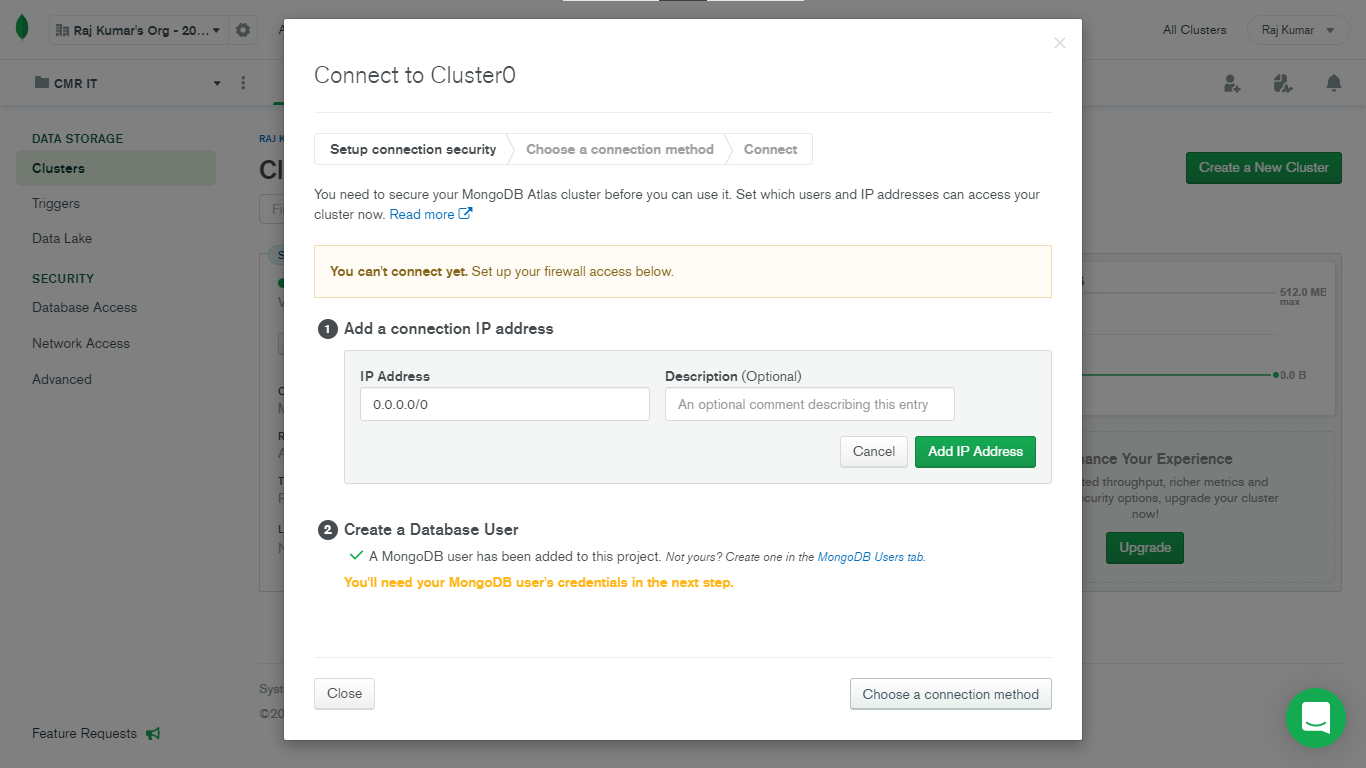 Raj Kumar's Org - 20...
All Clusters
Raj Kumar
CMR IT
DATA STORAGE
Clusters
Triggers
Data Lake
SECURITY
Database Access
Network Access
Advanced
Feature Requests
Create a New Cluster
512.0 MB
max
0.0 B
ance Your Experience
ted throughput, richer metrics and
ecurity options, upgrade your cluster
now!
Upgrade
Connect to Cluster0
Setup connection security
Choose a connection method
Connect
You need to secure your MongoDB Atlas cluster before you can use it. Set which users and IP addresses can access your
cluster now. Read more
You can't connect yet. Set up your firewall access below.
1 Add a connection IP address
IP Address
Description (Optional)
0.0.0.0/0
An optional comment describing this entry
Cancel
Add IP Address
2 Create a Database User
A MongoDB user has been added to this project. Not yours? Create one in the MongoDB Users tab.
You'll need your MongoDB user's credentials in the next step.
Close
Choose a connection method